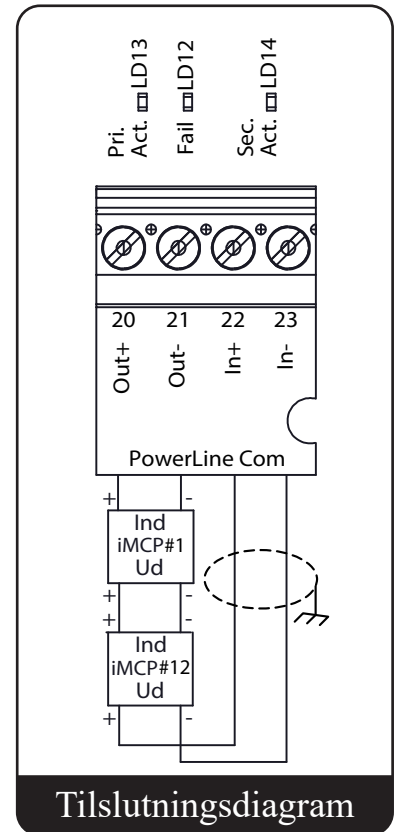 Pri.
Act. LD13
Fail LD12
Sec.
Act. LD14
20 21 22 23
Out+ Out- In+ In-
PowerLine Com
+ -
Ind
iMCP#1
Ud
+ -
+ -
Ind
iMCP#12
Ud
+ -
Tilslutningsdiagram